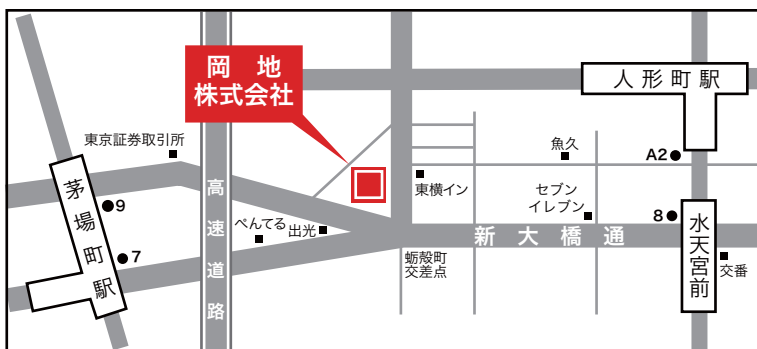 岡 地
株式会社
人形町駅
東京証券取引所
魚久
A2
茅場町駅
9
高速道路
東横イン
セブン
イレブン
8
水天宮前
ぺんてる
出光
新大橋通
7
蛎殻町
交差点
交番